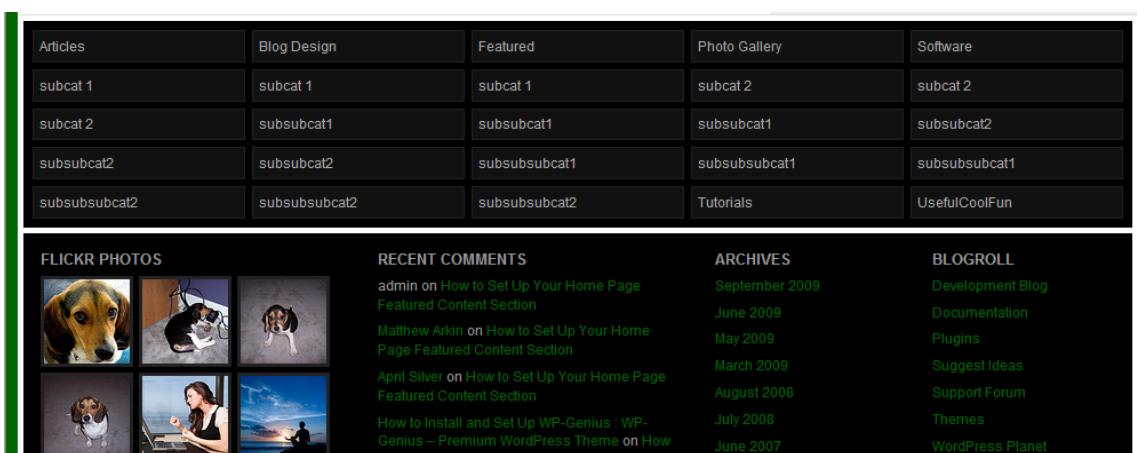 Articles
Blog Design
Featured
Photo Gallery
Software
subcat 1
subcat 1
subcat 1
subcat 2
subcat 2
subcat 2
subsubcat1
subsubcat1
subsubcat1
subsubcat2
subsubcat2
subsubcat2
subsubsubcat1
subsubsubcat1
subsubsubcat1
subsubsubcat2
subsubsubcat2
subsubsubcat2
Tutorials
UsefulCoolFun
FLICKR PHOTOS
RECENT COMMENTS
admin on How to Set Up Your Home Page
Featured Content Section
Matthew Arkin on How to Set Up Your Home
Page Featured Content Section
April Silver on How to Set Up Your Home Page
Featured Content Section
How to Install and Set Up WP-Genius : WP-
Genius – Premium WordPress Theme on How
ARCHIVES
September 2009
June 2009
May 2009
March 2009
August 2008
July 2008
June 2007
BLOGROLL
Development Blog
Documentation
Plugins
Suggest Ideas
Support Forum
Themes
WordPress Planet